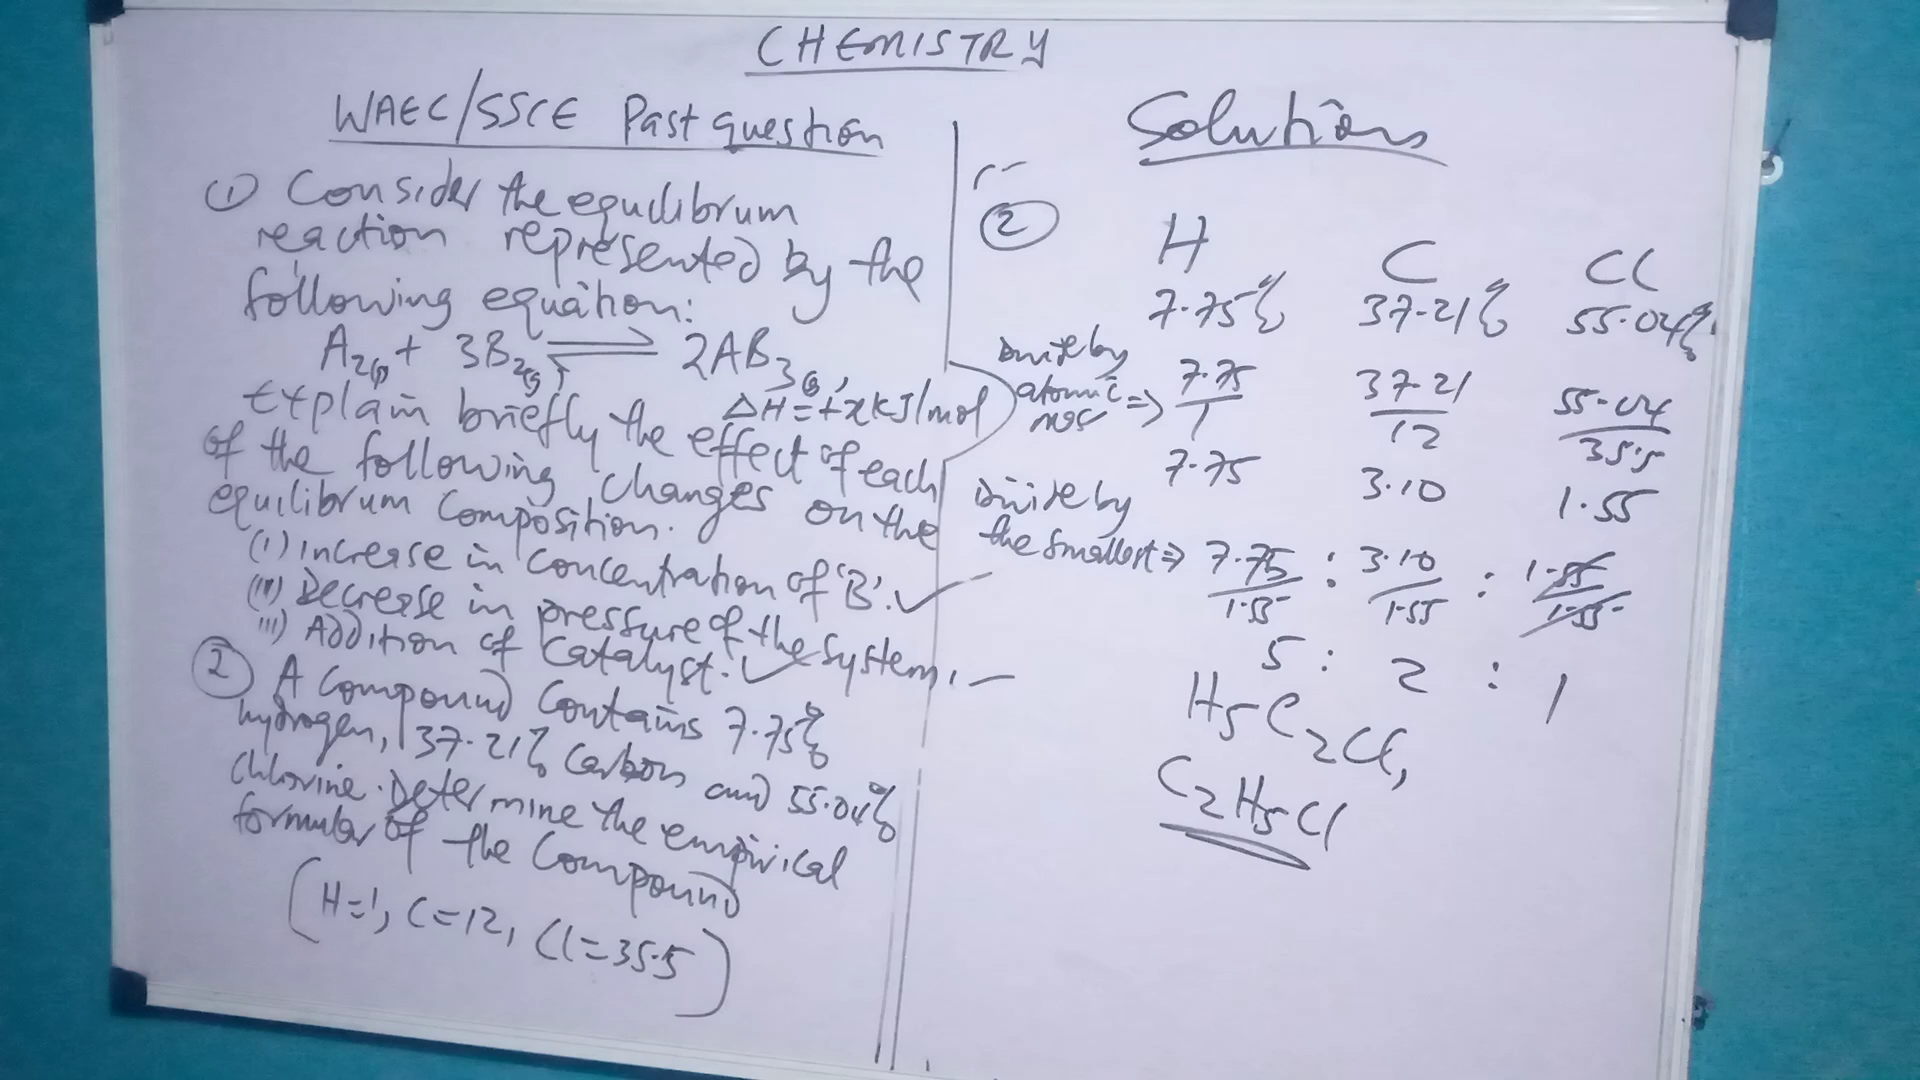 CHEMISTRY
WAEC/SSCE Past question
① Consider the equilibrum
reaction represented by the
following equation:
A2(g) + 3B2(g) ⇌ 2AB3(g),
ΔH=+xkJ/mol
Explain briefly the effect of each
of the following changes on the
equilibrum composition.
(i) increase in concentration of 'B'. ✓
(ii) Decrease in pressure of the system.
(iii) Addition of catalyst. ✓
② A compound contains 7.75%
hydrogen, 37.21% carbon and 55.04%
chlorine. Determine the empirical
formular of the compound
(H=1, C=12, Cl=35.5)
Solutions
②
H C Cl
7.75% 37.21% 55.04%
Divide by atomic nos ⇒ 7.75/1 37.21/12 55.04/35.5
7.75 3.10 1.55
Divide by the smallest ⇒ 7.75/1.55 : 3.10/1.55 : 1.55/1.55
5 : 2 : 1
H5C2Cl,
C2H5Cl